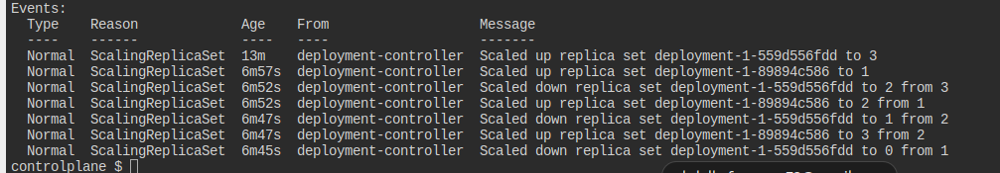 Events:
Type Reason Age From Message
---- ------ ---- ---- -------
Normal ScalingReplicaSet 13m deployment-controller Scaled up replica set deployment-1-559d556fdd to 3
Normal ScalingReplicaSet 6m57s deployment-controller Scaled up replica set deployment-1-89894c586 to 1
Normal ScalingReplicaSet 6m52s deployment-controller Scaled down replica set deployment-1-559d556fdd to 2 from 3
Normal ScalingReplicaSet 6m52s deployment-controller Scaled up replica set deployment-1-89894c586 to 2 from 1
Normal ScalingReplicaSet 6m47s deployment-controller Scaled down replica set deployment-1-559d556fdd to 1 from 2
Normal ScalingReplicaSet 6m47s deployment-controller Scaled up replica set deployment-1-89894c586 to 3 from 2
Normal ScalingReplicaSet 6m45s deployment-controller Scaled down replica set deployment-1-559d556fdd to 0 from 1
controlplane $